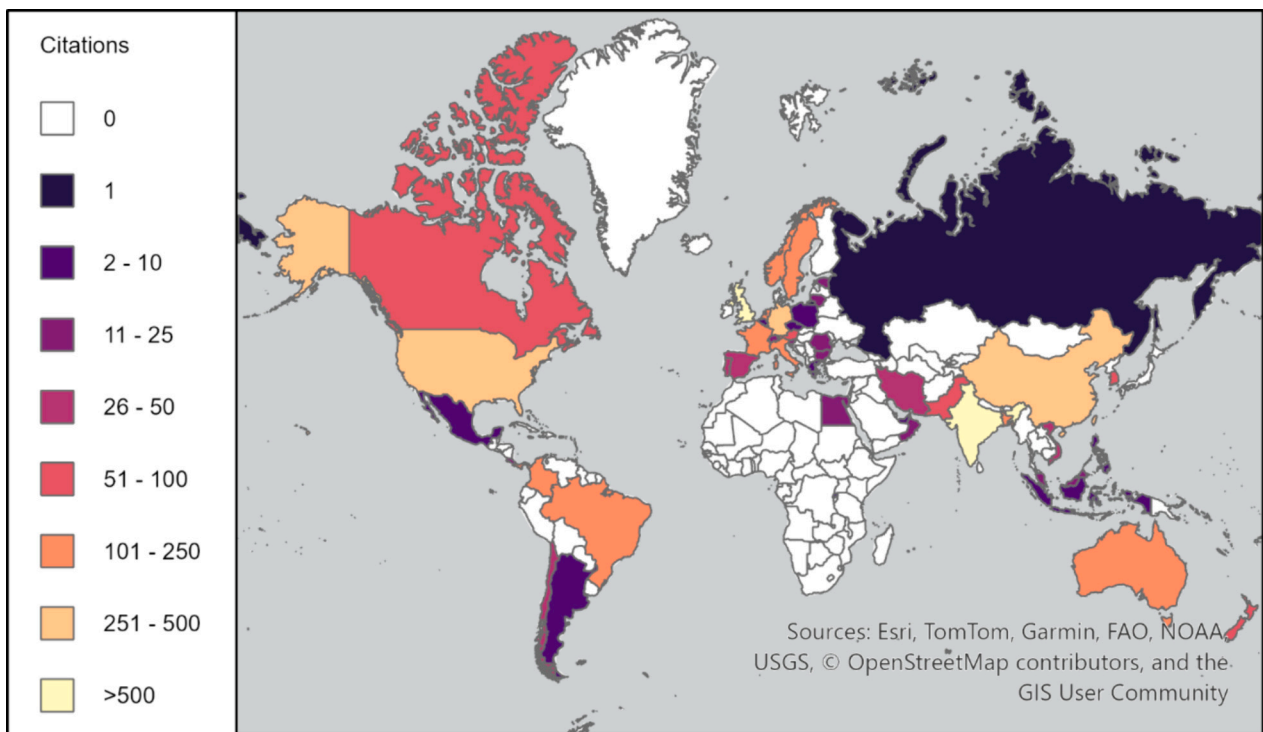 Citations
0
1
2 - 10
11 - 25
26 - 50
51 - 100
101 - 250
251 - 500
>500
Sources: Esri, TomTom, Garmin, FAO, NOAA,
USGS, © OpenStreetMap contributors, and the
GIS User Community